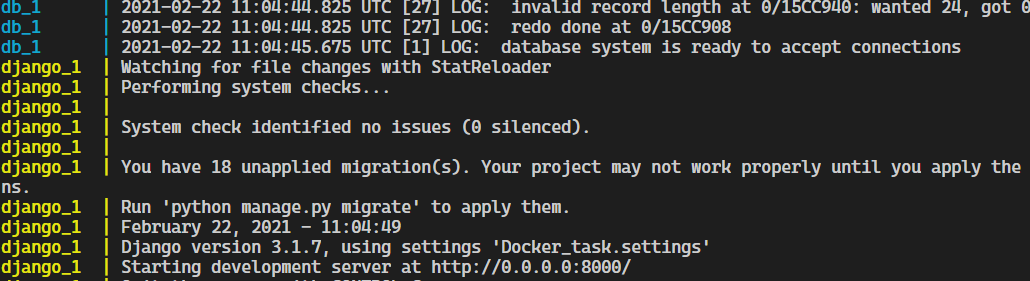 db_1      | 2021-02-22 11:04:44.825 UTC [27] LOG:  invalid record length at 0/15CC940: wanted 24, got 0
db_1      | 2021-02-22 11:04:44.825 UTC [27] LOG:  redo done at 0/15CC908
db_1      | 2021-02-22 11:04:45.675 UTC [1] LOG:  database system is ready to accept connections
django_1  | Watching for file changes with StatReloader
django_1  | Performing system checks...
django_1  |
django_1  | System check identified no issues (0 silenced).
django_1  |
django_1  | You have 18 unapplied migration(s). Your project may not work properly until you apply the
ns.
django_1  | Run 'python manage.py migrate' to apply them.
django_1  | February 22, 2021 - 11:04:49
django_1  | Django version 3.1.7, using settings 'Docker_task.settings'
django_1  | Starting development server at http://0.0.0.0:8000/